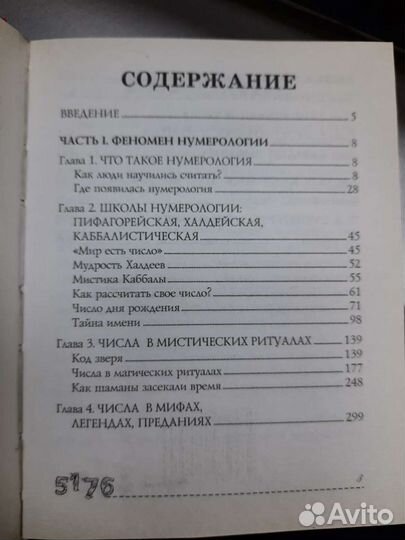 СОДЕРЖАНИЕ
ВВЕДЕНИЕ 5
ЧАСТЬ I. ФЕНОМЕН НУМЕРОЛОГИИ 8
Глава 1. ЧТО ТАКОЕ НУМЕРОЛОГИЯ 8
Как люди научились считать? 8
Где появилась нумерология 28
Глава 2. ШКОЛЫ НУМЕРОЛОГИИ:
ПИФАГОРЕЙСКАЯ, ХАЛДЕЙСКАЯ,
КАББАЛИСТИЧЕСКАЯ 45
«Мир есть число» 45
Мудрость Халдеев 52
Мистика Каббалы 55
Как рассчитать свое число? 61
Число дня рождения 71
Тайна имени 98
Глава 3. ЧИСЛА В МИСТИЧЕСКИХ РИТУАЛАХ 139
Код зверя 139
Числа в магических ритуалах 177
Как шаманы засекали время 248
Глава 4. ЧИСЛА В МИФАХ,
ЛЕГЕНДАХ, ПРЕДАНИЯХ 299
5176
3
Avito